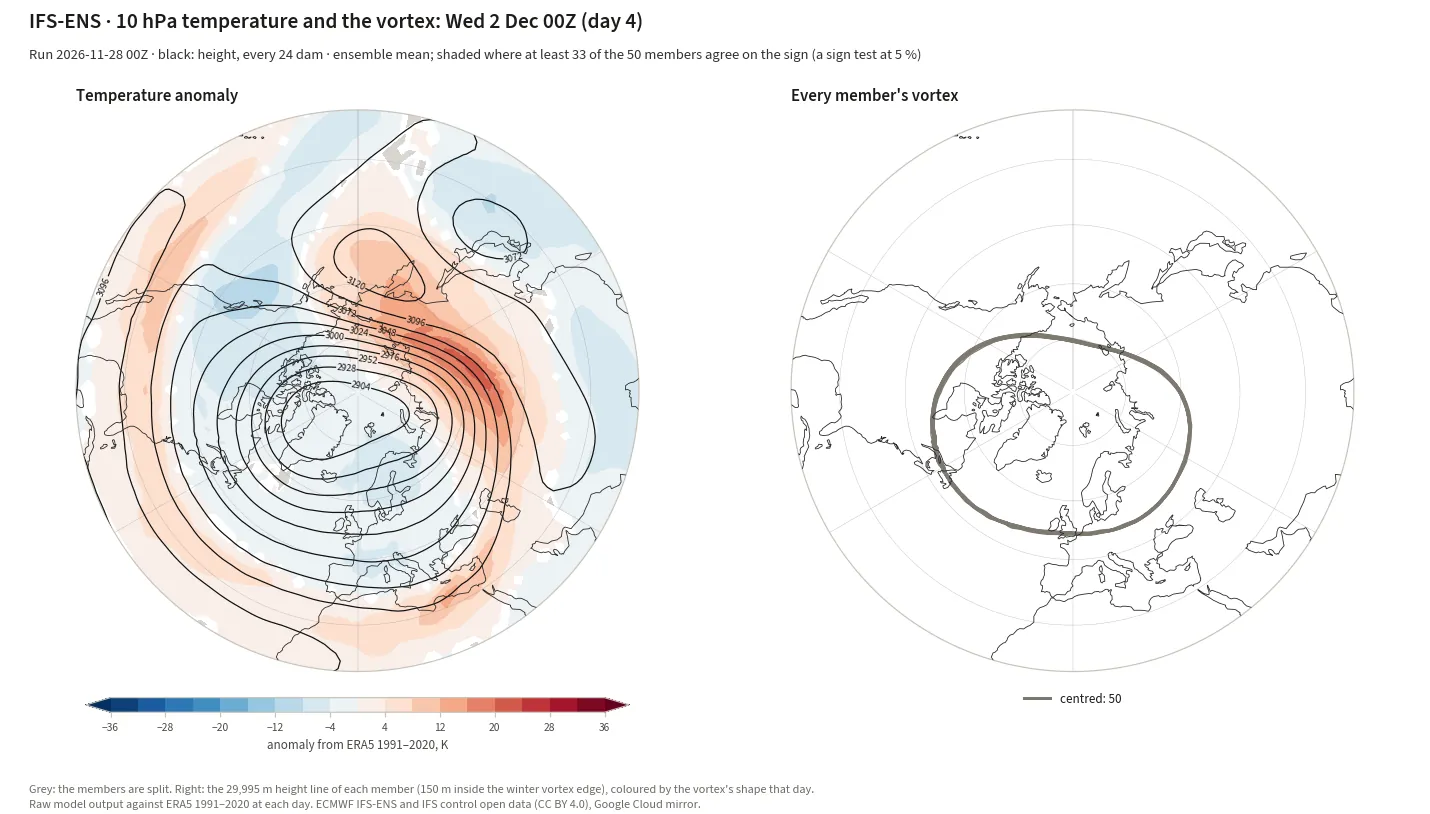 IFS-ENS · 10 hPa temperature and the vortex: Wed 2 Dec 00Z (day 4)
Run 2026-11-28 00Z · black: height, every 24 dam · ensemble mean; shaded where at least 33 of the 50 members agree on the sign (a sign test at 5 %)
Temperature anomaly
Every member's vortex
3096
3072
3120
3072
3096
3000
3024
3048
2952
2976
2928
2904
−36
−28
−20
−12
−4
4
12
20
28
36
anomaly from ERA5 1991–2020, K
centred: 50
Grey: the members are split. Right: the 29,995 m height line of each member (150 m inside the winter vortex edge), coloured by the vortex's shape that day.
Raw model output against ERA5 1991–2020 at each day. ECMWF IFS-ENS and IFS control open data (CC BY 4.0), Google Cloud mirror.